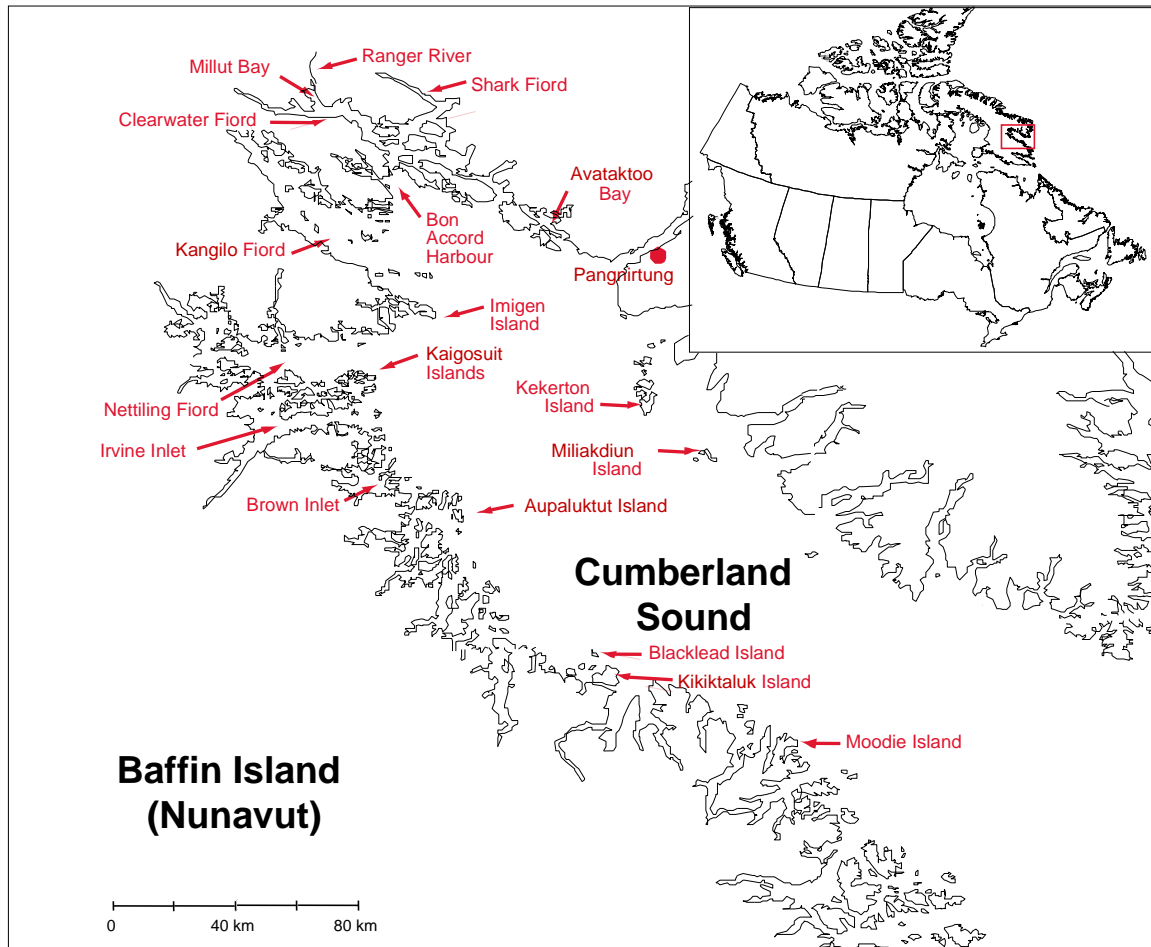 Ranger River
Millut Bay
Shark Fiord
Clearwater Fiord
Avataktoo
Bay
Bon
Accord
Harbour
Kangilo Fiord
Pangnirtung
Imigen
Island
Kaigosuit
Islands
Kekerton
Island
Nettiling Fiord
Irvine Inlet
Miliakdiun
Island
Brown Inlet
Aupaluktut Island
Cumberland
Sound
Blacklead Island
Kikiktaluk Island
Moodie Island
Baffin Island
(Nunavut)
0 40 km 80 km